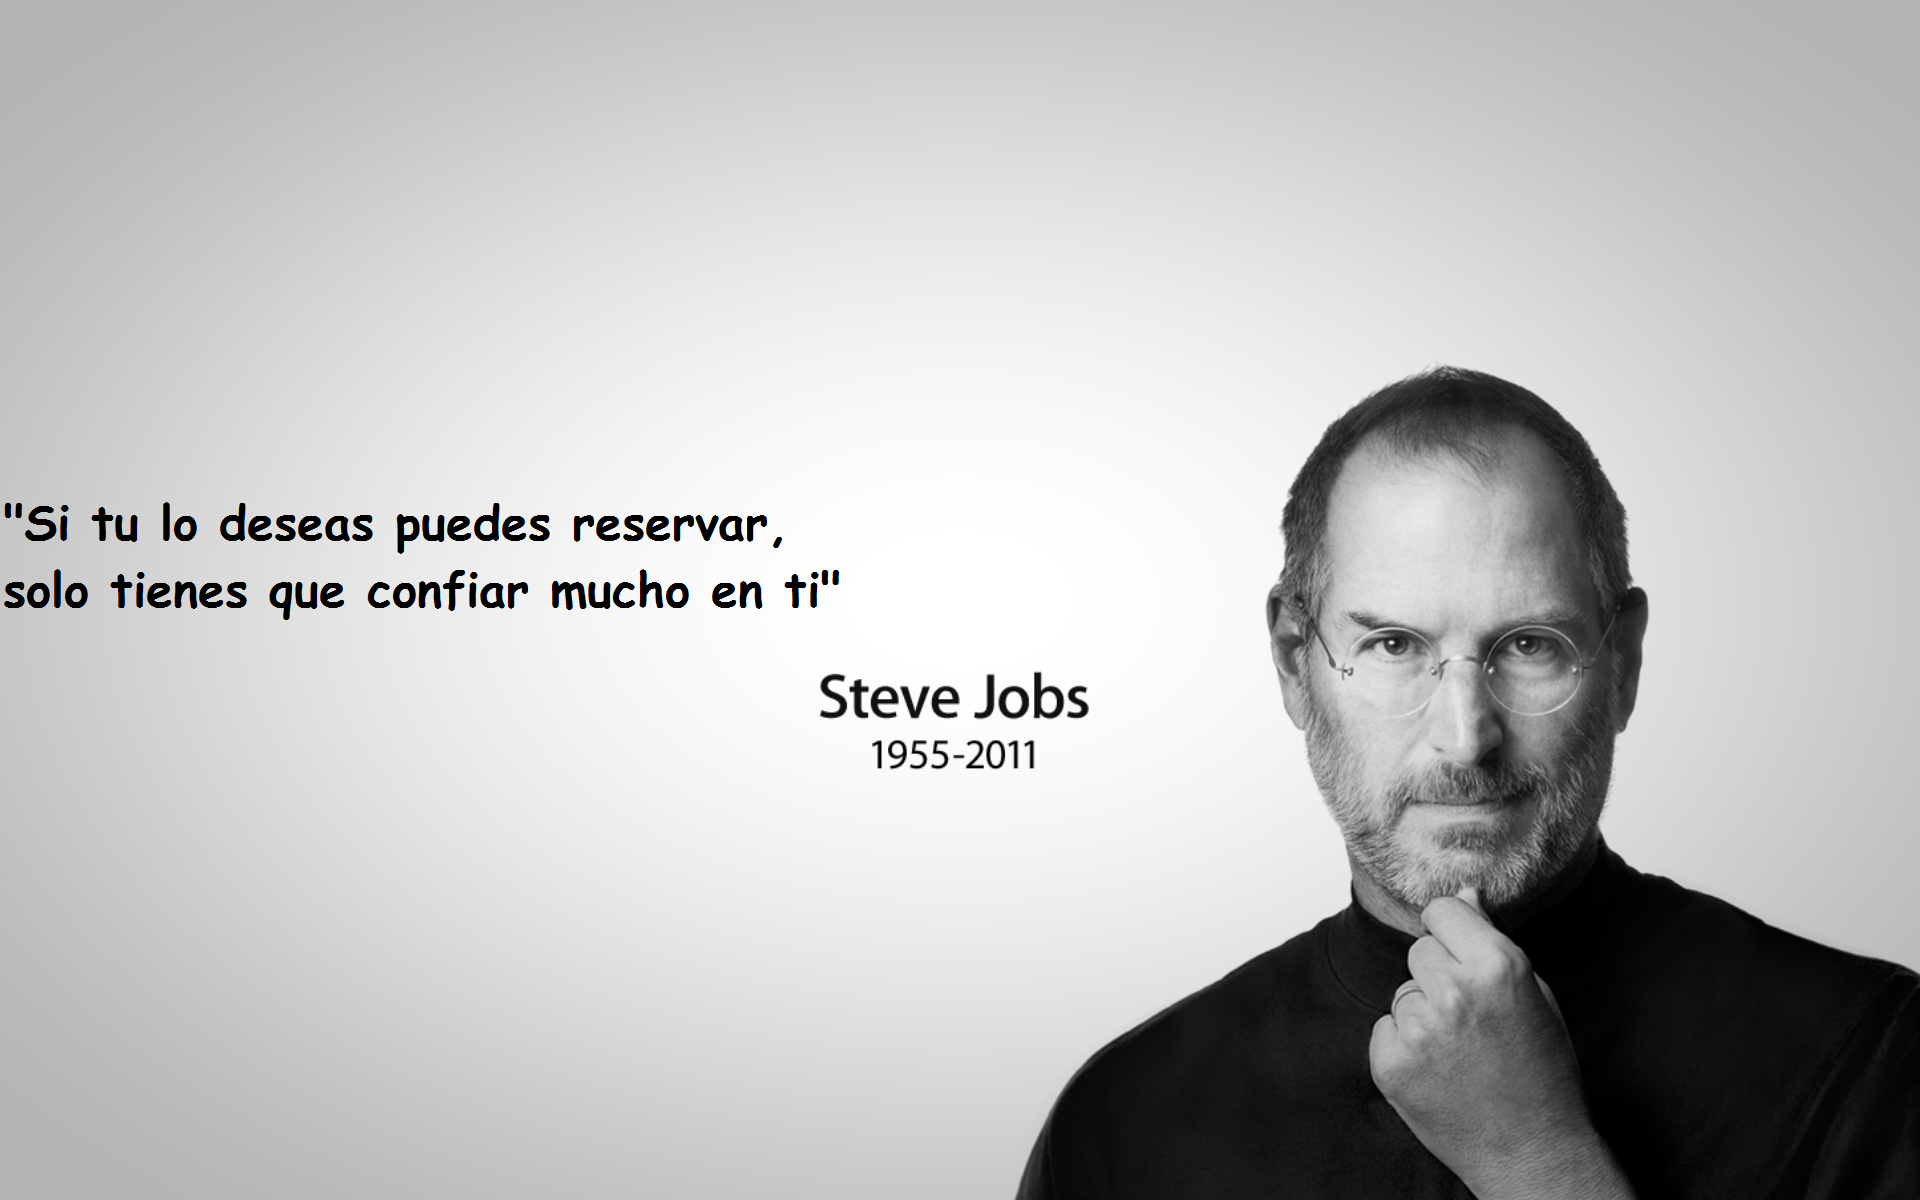 "Si tu lo deseas puedes reservar,
solo tienes que confiar mucho en ti"
Steve Jobs
1955-2011